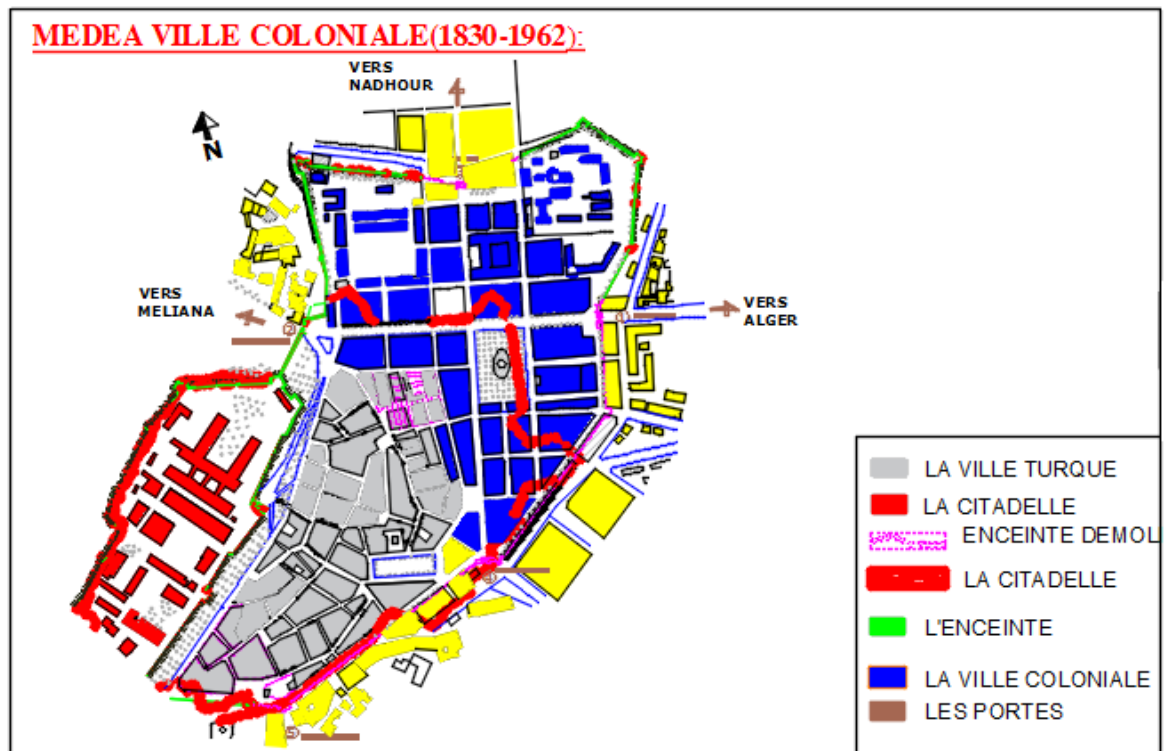 MEDEA VILLE COLONIALE(1830-1962):
VERS
NADHOUR
N
VERS
MELIANA
VERS
ALGER
LA VILLE TURQUE
LA CITADELLE
ENCEINTE DEMOL
LA CITADELLE
L'ENCEINTE
LA VILLE COLONIALE
LES PORTES
5